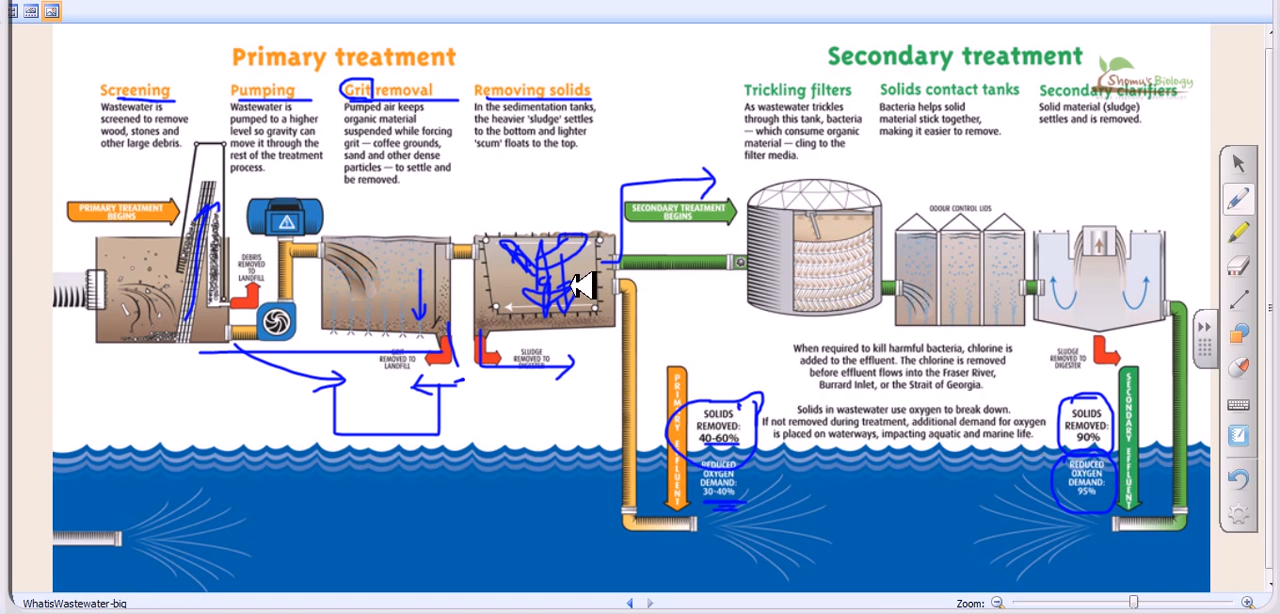 Primary treatment
Secondary treatment
Shomu's Biology
Screening
Wastewater is
screened to remove
wood, stones and
other large debris.
Pumping
Wastewater is
pumped to a higher
level so gravity can
move it through the
rest of the treatment
process.
Grit removal
Pumped air keeps
organic material
suspended while forcing
grit — coffee grounds,
sand and other dense
particles — to settle and
be removed.
Removing solids
In the sedimentation tanks,
the heavier 'sludge' settles
to the bottom and lighter
'scum' floats to the top.
Trickling filters
As wastewater trickles
through this tank, bacteria
— which consume organic
material — cling to the
filter media.
Solids contact tanks
Bacteria helps solid
material stick together,
making it easier to remove.
Secondary clarifiers
Solid material (sludge)
settles and is removed.
PRIMARY TREATMENT
BEGINS
SECONDARY TREATMENT
BEGINS
ODOUR CONTROL LIDS
DEBRIS
REMOVED
TO
LANDFILL
GRIT
REMOVED TO
LANDFILL
SLUDGE
REMOVED TO
DIGESTER
SLUDGE
REMOVED TO
DIGESTER
When required to kill harmful bacteria, chlorine is
added to the effluent. The chlorine is removed
before effluent flows into the Fraser River,
Burrard Inlet, or the Strait of Georgia.
Solids in wastewater use oxygen to break down.
If not removed during treatment, additional demand for oxygen
is placed on waterways, impacting aquatic and marine life.
PRIMARY EFFLUENT
SOLIDS
REMOVED:
40-60%
REDUCED
OXYGEN
DEMAND:
30-40%
SOLIDS
REMOVED:
90%
REDUCED
OXYGEN
DEMAND:
95%
SECONDARY EFFLUENT
WhatisWastewater-big
Zoom: